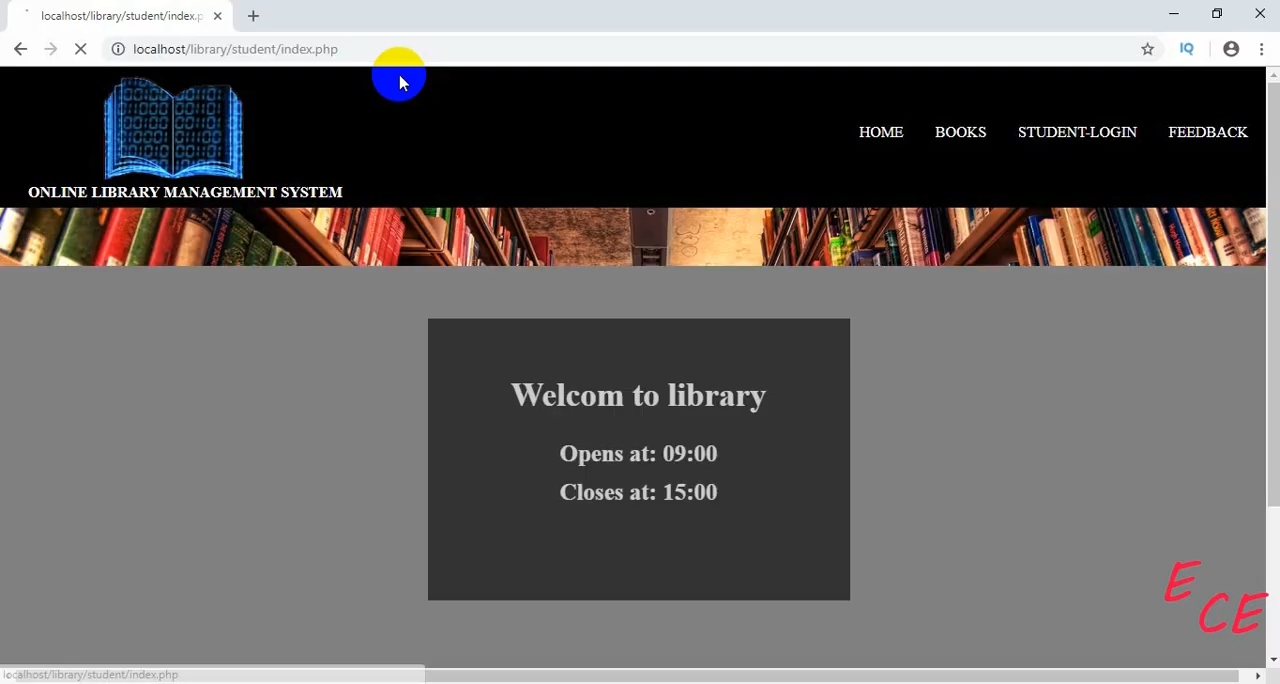 localhost/library/student/index.p
localhost/library/student/index.php
IQ
HOME BOOKS STUDENT-LOGIN FEEDBACK
ONLINE LIBRARY MANAGEMENT SYSTEM
Welcom to library
Opens at: 09:00
Closes at: 15:00
E
CE
localhost/library/student/index.php